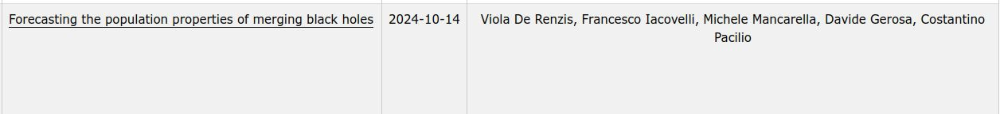 Forecasting the population properties of merging black holes
2024-10-14
Viola De Renzis, Francesco Iacovelli, Michele Mancarella, Davide Gerosa, Costantino
Pacilio